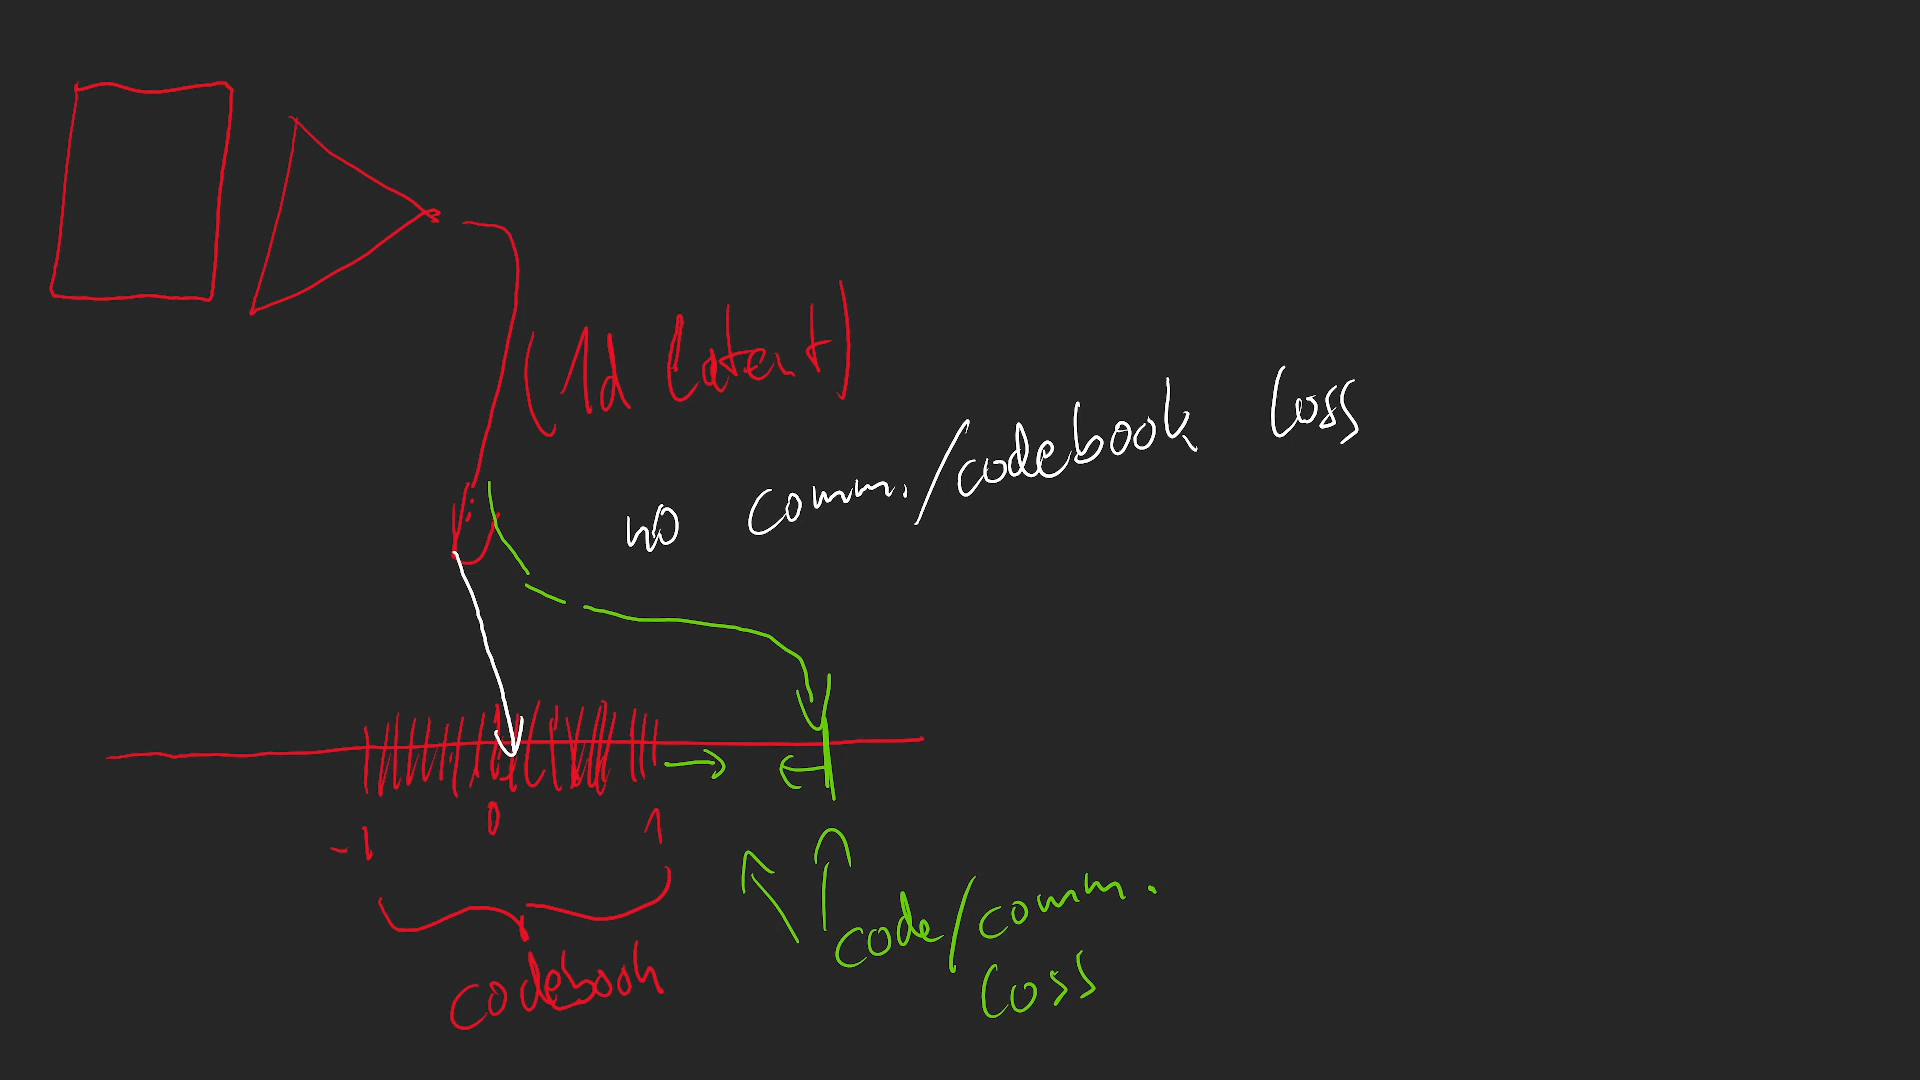 (1d latent)
no comm./codebook loss
-1
0
1
codebook
code/comm.
loss